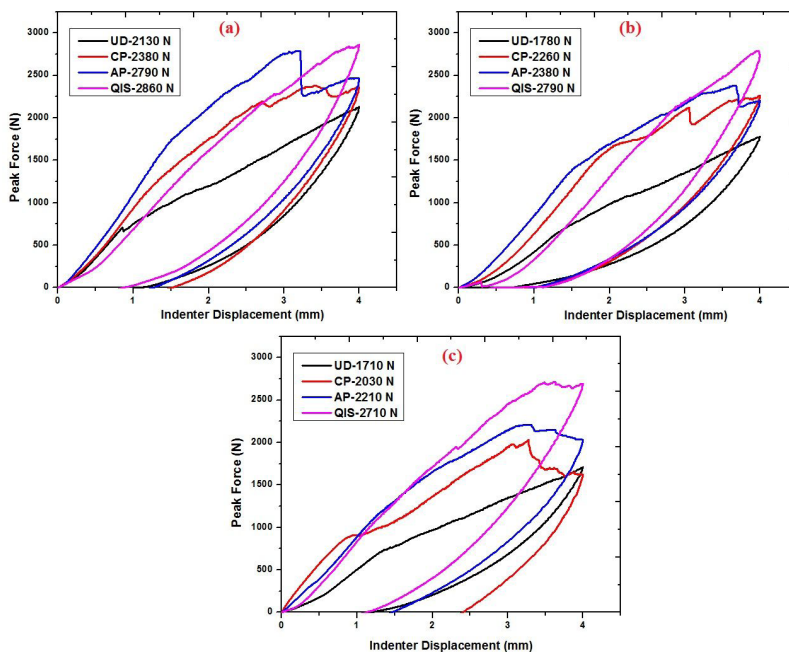 (a)
UD-2130 N
CP-2380 N
AP-2790 N
QIS-2860 N
3000
2500
2000
1500
1000
500
0
Peak Force (N)
0 1 2 3 4
Indenter Displacement (mm)
(b)
UD-1780 N
CP-2260 N
AP-2380 N
QIS-2790 N
3000
2500
2000
1500
1000
500
0
Peak Force (N)
0 1 2 3 4
Indenter Displacement (mm)
(c)
UD-1710 N
CP-2030 N
AP-2210 N
QIS-2710 N
3000
2500
2000
1500
1000
500
0
Peak Force (N)
0 1 2 3 4
Indenter Displacement (mm)